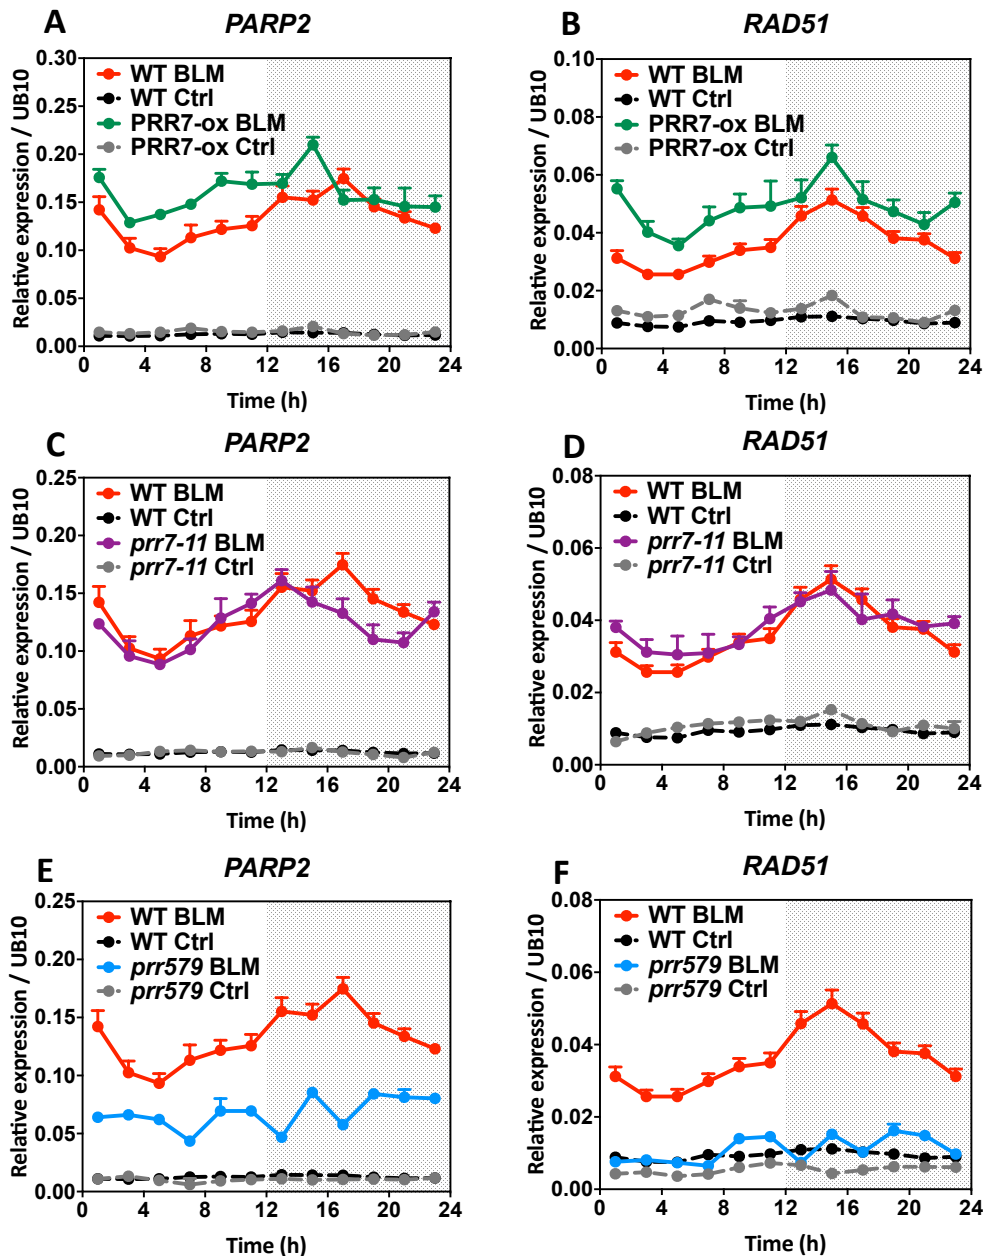 A
PARP2
Relative expression / UB10
0.30
0.25
0.20
0.15
0.10
0.05
0.00
WT BLM
WT Ctrl
PRR7-ox BLM
PRR7-ox Ctrl
0 4 8 12 16 20 24
Time (h)
B
RAD51
Relative expression / UB10
0.10
0.08
0.06
0.04
0.02
0.00
WT BLM
WT Ctrl
PRR7-ox BLM
PRR7-ox Ctrl
0 4 8 12 16 20 24
Time (h)
C
PARP2
Relative expression / UB10
0.25
0.20
0.15
0.10
0.05
0.00
WT BLM
WT Ctrl
prr7-11 BLM
prr7-11 Ctrl
0 4 8 12 16 20 24
Time (h)
D
RAD51
Relative expression / UB10
0.08
0.06
0.04
0.02
0.00
WT BLM
WT Ctrl
prr7-11 BLM
prr7-11 Ctrl
0 4 8 12 16 20 24
Time (h)
E
PARP2
Relative expression / UB10
0.25
0.20
0.15
0.10
0.05
0.00
WT BLM
WT Ctrl
prr579 BLM
prr579 Ctrl
0 4 8 12 16 20 24
Time (h)
F
RAD51
Relative expression / UB10
0.08
0.06
0.04
0.02
0.00
WT BLM
WT Ctrl
prr579 BLM
prr579 Ctrl
0 4 8 12 16 20 24
Time (h)